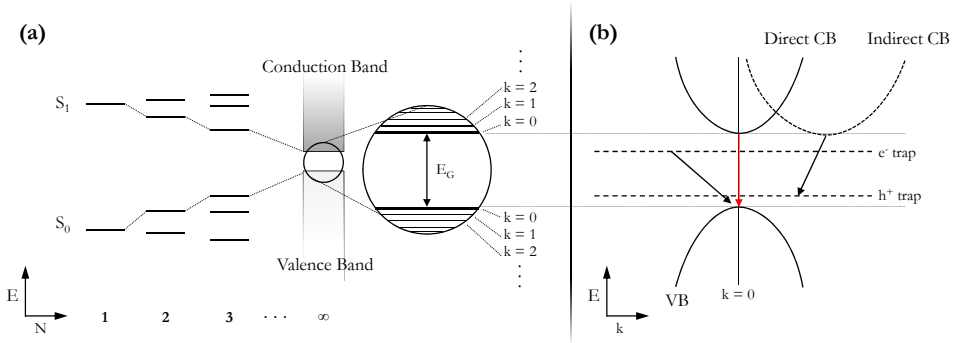 (a)
Conduction Band
S1
S0
Valence Band
E
N
1 2 3 · · · ∞
EG
k = 2
k = 1
k = 0
k = 0
k = 1
k = 2
(b)
Direct CB Indirect CB
e- trap
h+ trap
VB
k = 0
E
k